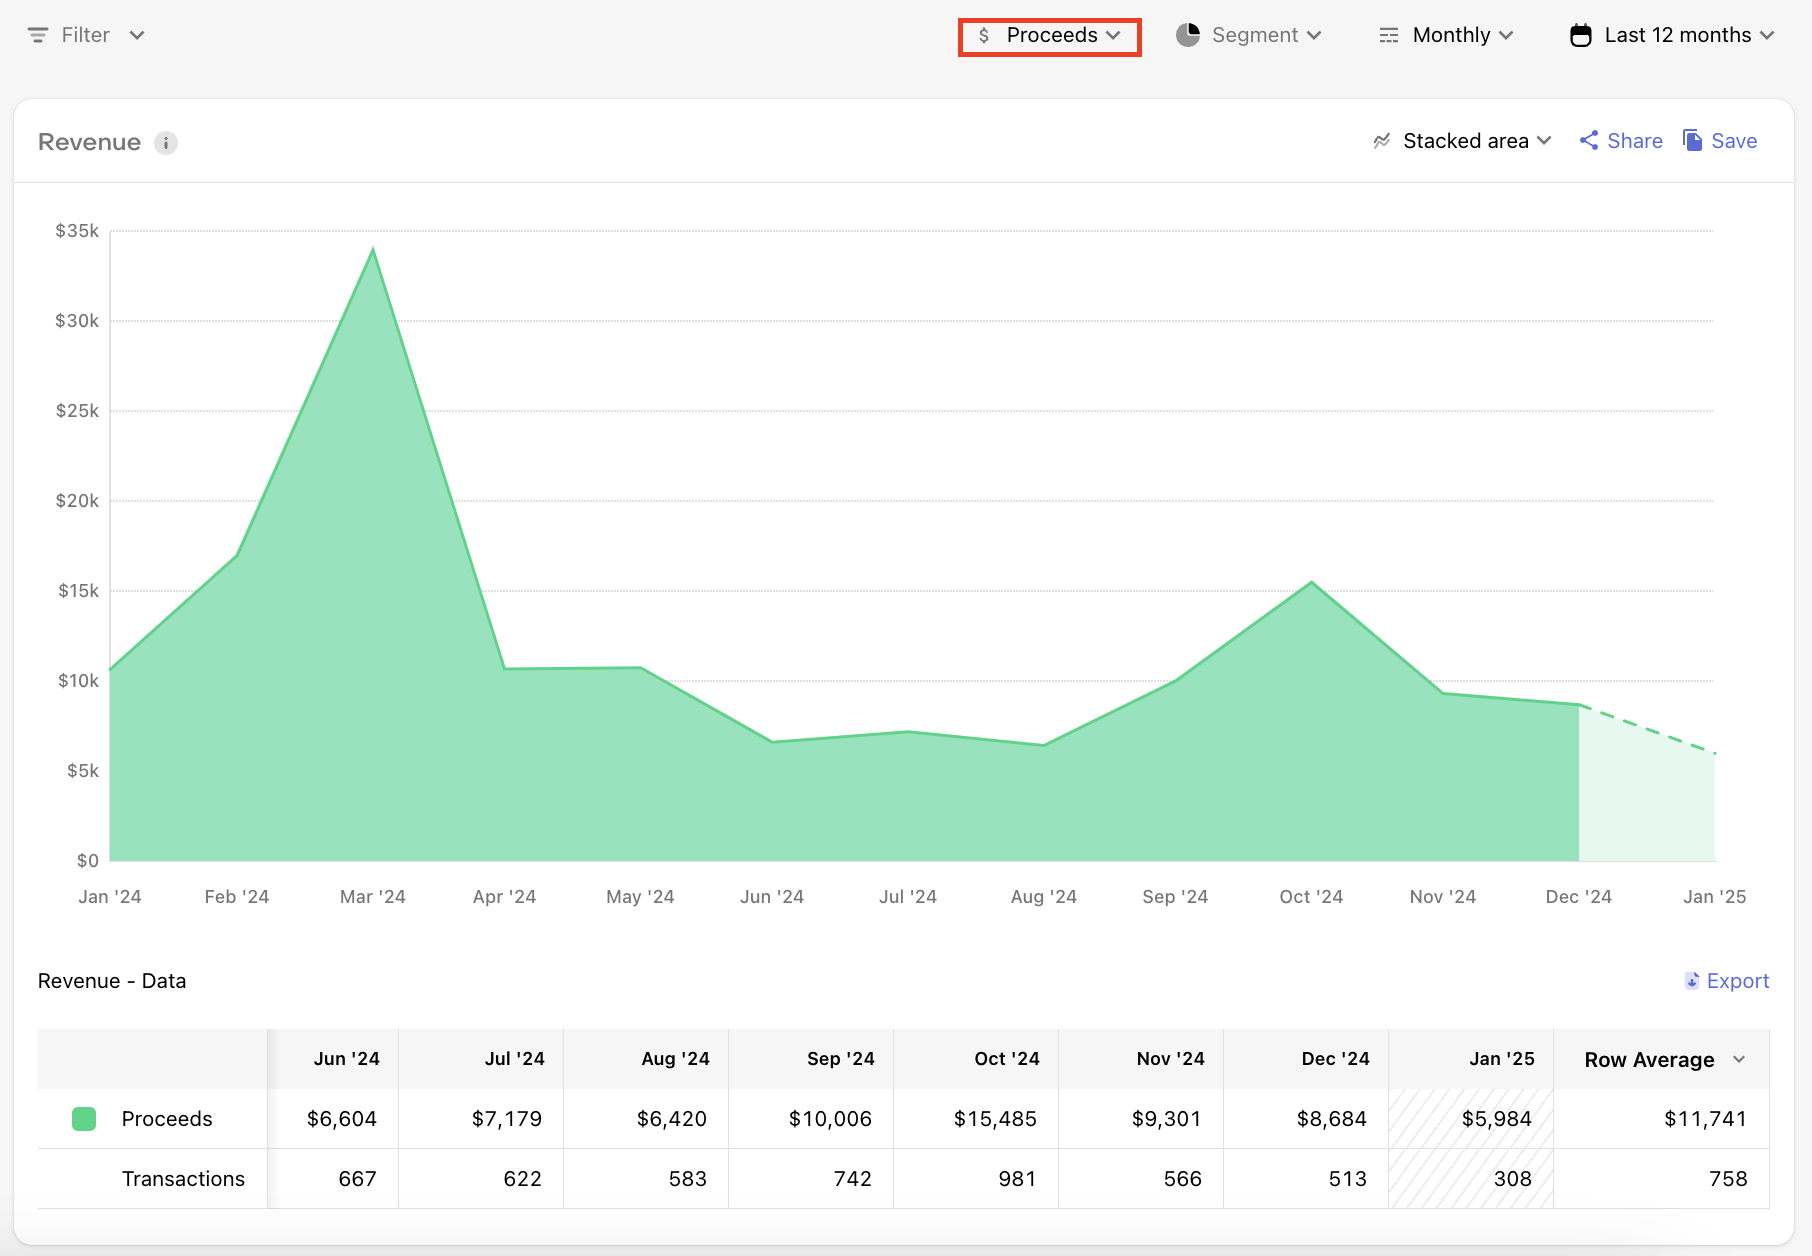 Filter $ Proceeds Segment Monthly Last 12 months
Revenue i Stacked area Share Save
$35k
$30k
$25k
$20k
$15k
$10k
$5k
$0
Jan '24 Feb '24 Mar '24 Apr '24 May '24 Jun '24 Jul '24 Aug '24 Sep '24 Oct '24 Nov '24 Dec '24 Jan '25
Revenue - Data Export
Jun '24 Jul '24 Aug '24 Sep '24 Oct '24 Nov '24 Dec '24 Jan '25 Row Average
Proceeds $6,604 $7,179 $6,420 $10,006 $15,485 $9,301 $8,684 $5,984 $11,741
Transactions 667 622 583 742 981 566 513 308 758